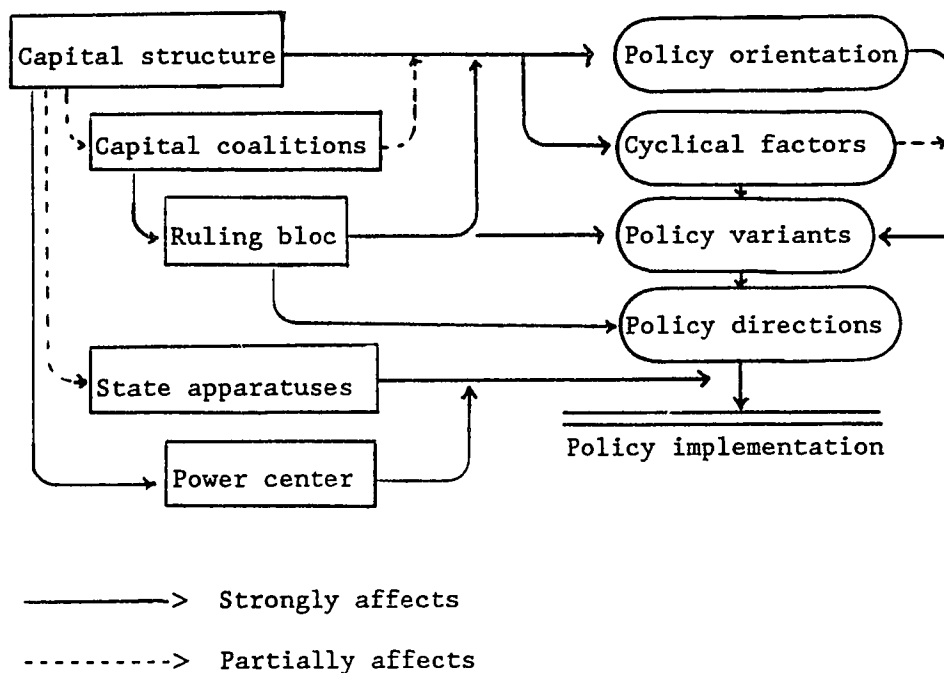 Capital structure
Policy orientation
Capital coalitions
Cyclical factors
Ruling bloc
Policy variants
Policy directions
State apparatuses
Policy implementation
Power center
Strongly affects
Partially affects